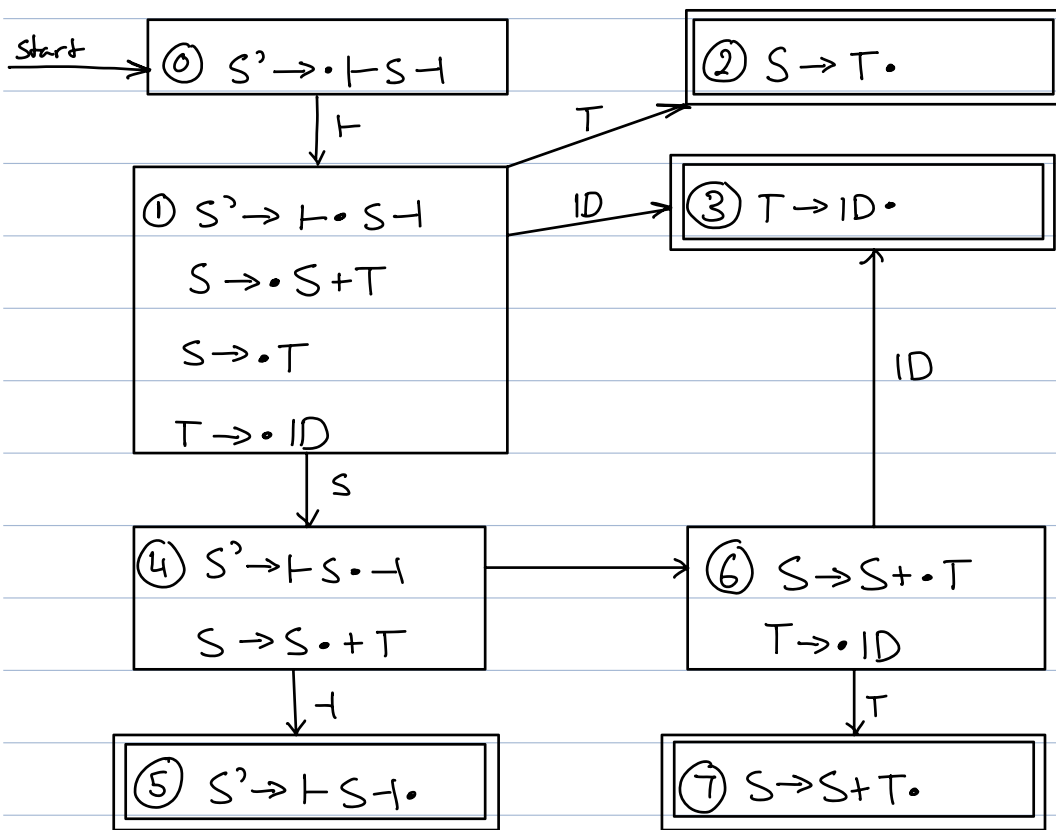 start
⓪ S' → • ⊢ S ⊣
② S → T •
⊢
T
① S' → ⊢ • S ⊣
S → • S + T
S → • T
T → • ID
ID
③ T → ID •
ID
S
④ S' → ⊢ S • ⊣
S → S • + T
⑥ S → S + • T
T → • ID
⊣
T
⑤ S' → ⊢ S ⊣ •
⑦ S → S + T •